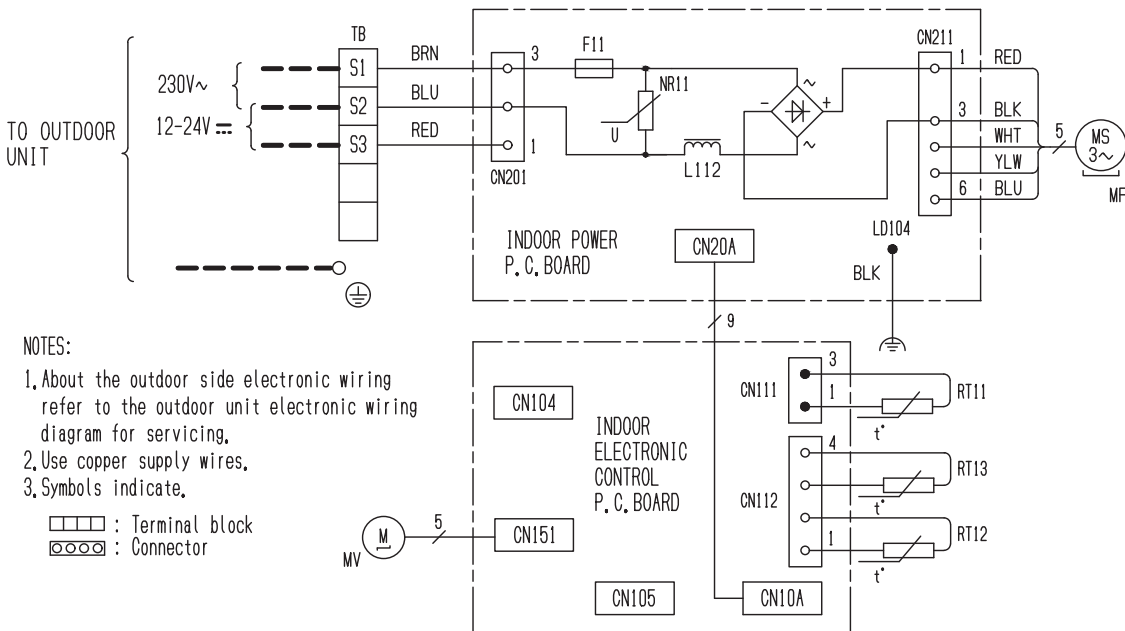 TB
TO OUTDOOR
UNIT
230V~
12-24V
S1
S2
S3
BRN
BLU
RED
3
1
CN201
F11
NR11
U
L112
~
~
-
+
CN211
1
3
6
RED
BLK
WHT
YLW
BLU
5
MS
3~
MF
INDOOR POWER
P.C.BOARD
CN20A
LD104
BLK
9
NOTES:
1.About the outdoor side electronic wiring
refer to the outdoor unit electronic wiring
diagram for servicing.
2.Use copper supply wires.
3.Symbols indicate.
: Terminal block
: Connector
CN104
INDOOR
ELECTRONIC
CONTROL
P.C.BOARD
CN111
3
1
RT11
t°
CN112
4
1
RT13
t°
RT12
t°
MV
M
5
CN151
CN105
CN10A